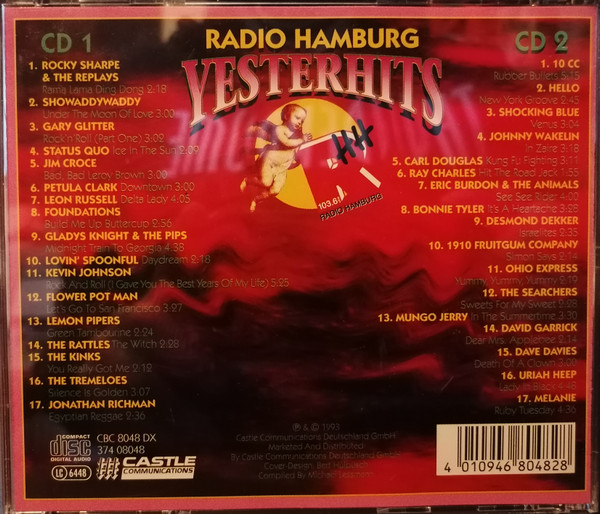 CD 1
RADIO HAMBURG
CD 2
YESTERHITS
1. ROCKY SHARPE
& THE REPLAYS
Rama Lama Ding Dong 2:18
2. SHOWADDYWADDY
Under The Moon Of Love 3:00
3. GARY GLITTER
Rock'n'Roll (Part One) 3:02
4. STATUS QUO Ice In The Sun 2:09
5. JIM CROCE
Bad, Bad Leroy Brown 3:00
6. PETULA CLARK Downtown 3:00
7. LEON RUSSELL Delta Lady 4:05
8. FOUNDATIONS
Build Me Up Buttercup 2:56
9. GLADYS KNIGHT & THE PIPS
Midnight Train To Georgia 4:38
10. LOVIN' SPOONFUL Daydream 2:18
11. KEVIN JOHNSON
Rock And Roll (I Gave You The Best Years Of My Life) 5:25
12. FLOWER POT MAN
Let's Go To San Francisco 3:27
13. LEMON PIPERS
Green Tambourine 2:24
14. THE RATTLES The Witch 2:28
15. THE KINKS
You Really Got Me 2:12
16. THE TREMELOES
Silence Is Golden 3:07
17. JONATHAN RICHMAN
Egyptian Reggae 2:36
1. 10 CC
Rubber Bullets 5:15
2. HELLO
New York Groove 2:45
3. SHOCKING BLUE
Venus 3:04
4. JOHNNY WAKELIN
In Zaire 3:18
5. CARL DOUGLAS Kung Fu Fighting 3:11
6. RAY CHARLES Hit The Road Jack 1:55
7. ERIC BURDON & THE ANIMALS
See See Rider 4:00
8. BONNIE TYLER It's A Heartache 3:28
9. DESMOND DEKKER
Israelites 2:35
10. 1910 FRUITGUM COMPANY
Simon Says 2:14
11. OHIO EXPRESS
Yummy, Yummy, Yummy 2:19
12. THE SEARCHERS
Sweets For My Sweet 2:28
13. MUNGO JERRY In The Summertime 3:30
14. DAVID GARRICK
Dear Mrs. Applebee 2:14
15. DAVE DAVIES
Death Of A Clown 3:09
16. URIAH HEEP
Lady In Black 4:48
17. MELANIE
Ruby Tuesday 4:36
HH
103.6
RADIO HAMBURG
COMPACT
disc
DIGITAL AUDIO
LC 6448
CBC 8048 DX
374 08048
CASTLE
COMMUNICATIONS
℗ & © 1993
Castle Communications Deutschland GmbH
Marketed And Distributed
By Castle Communications Deutschland GmbH
Cover-Design:
Compiled by Michael
4 010946 804828